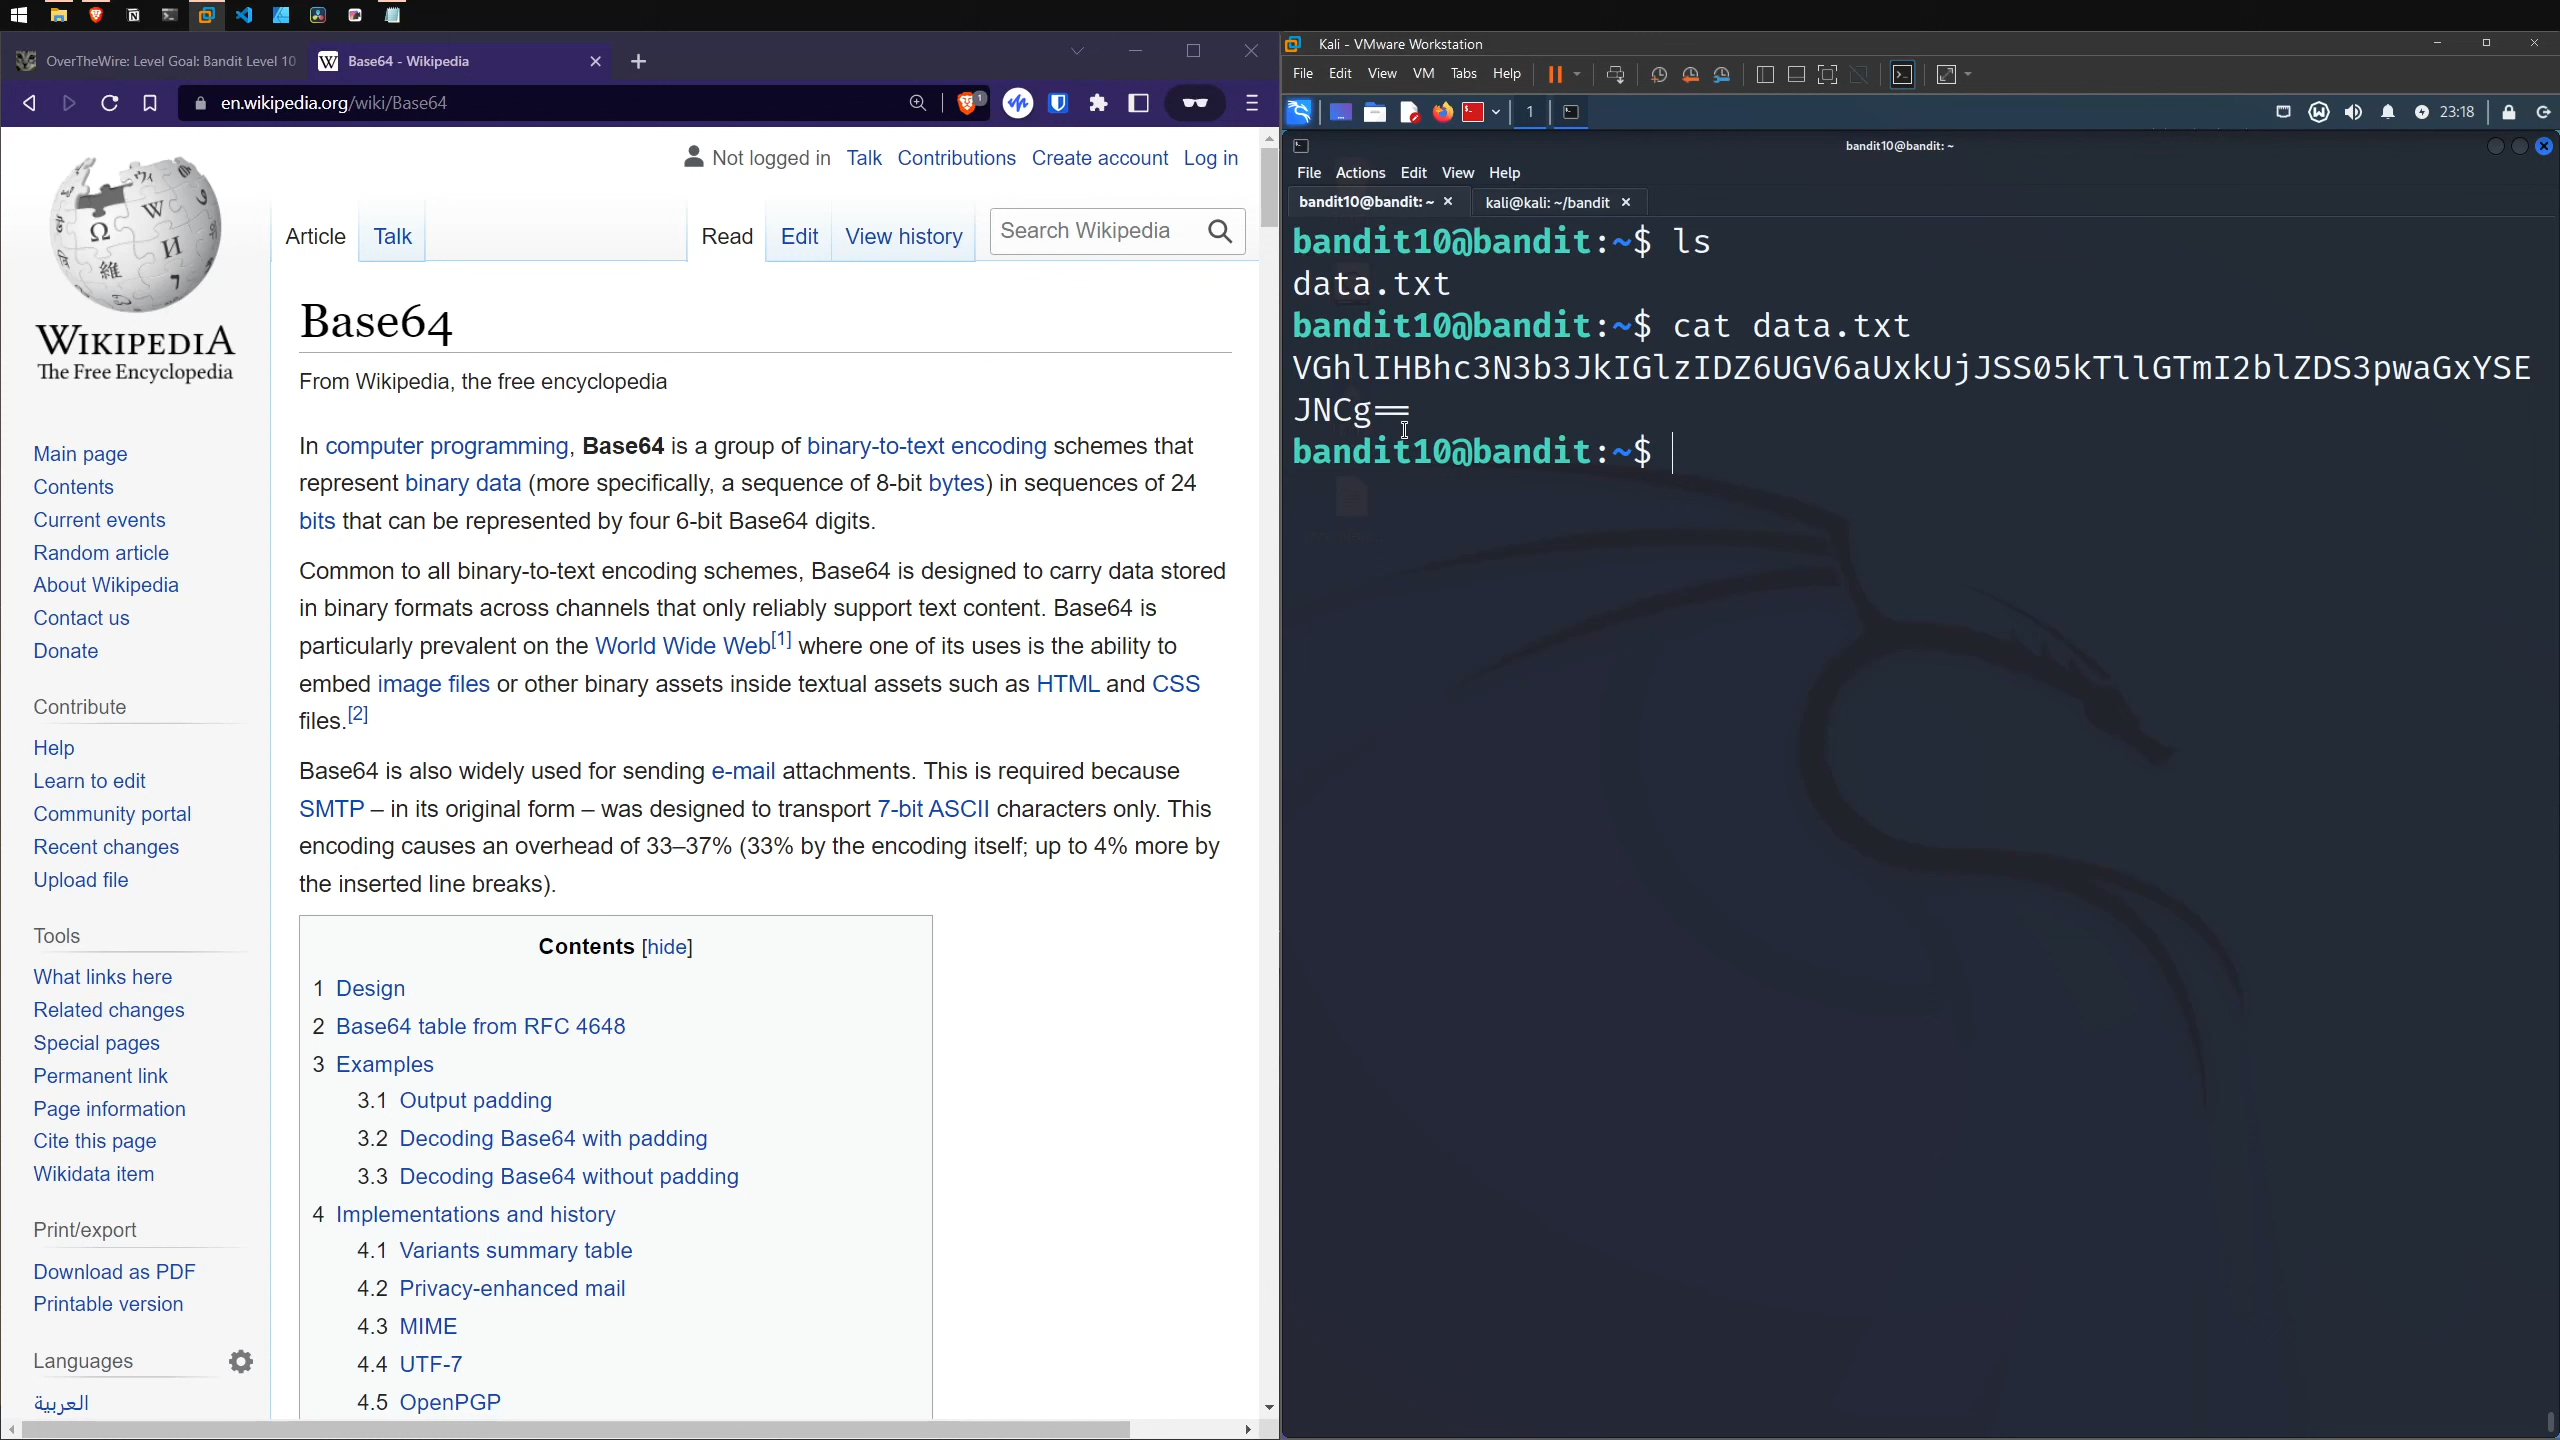 OverTheWire: Level Goal: Bandit Level 10
Base64 - Wikipedia
en.wikipedia.org/wiki/Base64
1
WIKIPEDIA
The Free Encyclopedia
Main page
Contents
Current events
Random article
About Wikipedia
Contact us
Donate
Contribute
Help
Learn to edit
Community portal
Recent changes
Upload file
Tools
What links here
Related changes
Special pages
Permanent link
Page information
Cite this page
Wikidata item
Print/export
Download as PDF
Printable version
Languages
العربية
Not logged in Talk Contributions Create account Log in
Article Talk Read Edit View history Search Wikipedia
Base64
From Wikipedia, the free encyclopedia
In computer programming, Base64 is a group of binary-to-text encoding schemes that
represent binary data (more specifically, a sequence of 8-bit bytes) in sequences of 24
bits that can be represented by four 6-bit Base64 digits.
Common to all binary-to-text encoding schemes, Base64 is designed to carry data stored
in binary formats across channels that only reliably support text content. Base64 is
particularly prevalent on the World Wide Web[1] where one of its uses is the ability to
embed image files or other binary assets inside textual assets such as HTML and CSS
files.[2]
Base64 is also widely used for sending e-mail attachments. This is required because
SMTP – in its original form – was designed to transport 7-bit ASCII characters only. This
encoding causes an overhead of 33–37% (33% by the encoding itself; up to 4% more by
the inserted line breaks).
Contents [hide]
1 Design
2 Base64 table from RFC 4648
3 Examples
3.1 Output padding
3.2 Decoding Base64 with padding
3.3 Decoding Base64 without padding
4 Implementations and history
4.1 Variants summary table
4.2 Privacy-enhanced mail
4.3 MIME
4.4 UTF-7
4.5 OpenPGP
Kali - VMware Workstation
File Edit View VM Tabs Help
1
23:18
bandit10@bandit: ~
File Actions Edit View Help
bandit10@bandit: ~ kali@kali: ~/bandit
bandit10@bandit:~$ ls
data.txt
bandit10@bandit:~$ cat data.txt
VGhlIHBhc3N3b3JkIGlzIDZ6UGV6aUxkUjJSS05kTllGTmI2blZDS3pwaGxYSE
JNCg==
bandit10@bandit:~$